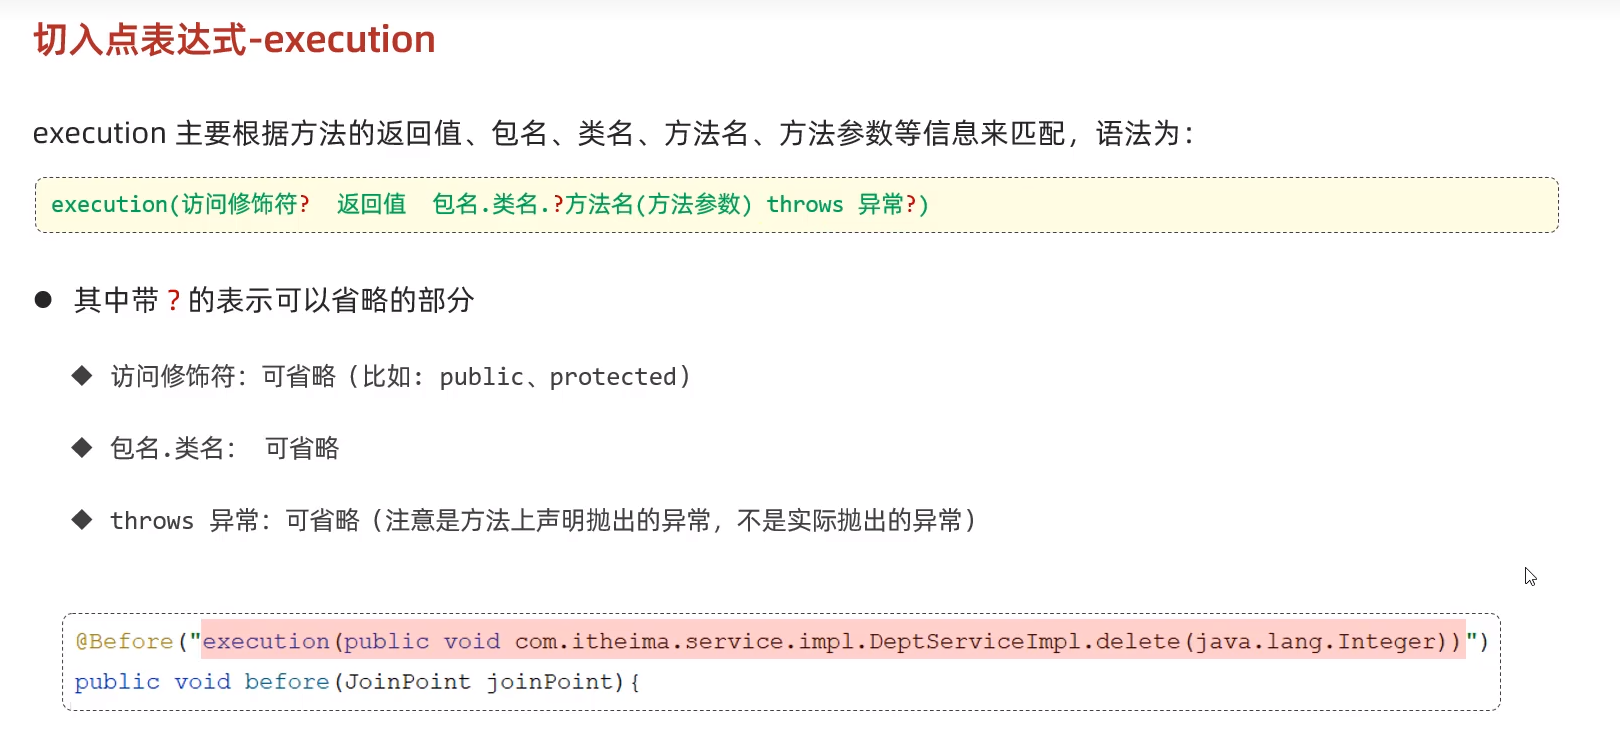 切入点表达式-execution
execution 主要根据方法的返回值、包名、类名、方法名、方法参数等信息来匹配，语法为：
execution(访问修饰符? 返回值 包名.类名.?方法名(方法参数) throws 异常?)
● 其中带 ? 的表示可以省略的部分
◆ 访问修饰符：可省略（比如: public、protected）
◆ 包名.类名： 可省略
◆ throws 异常：可省略（注意是方法上声明抛出的异常，不是实际抛出的异常）
@Before("execution(public void com.itheima.service.impl.DeptServiceImpl.delete(java.lang.Integer))")
public void before(JoinPoint joinPoint){